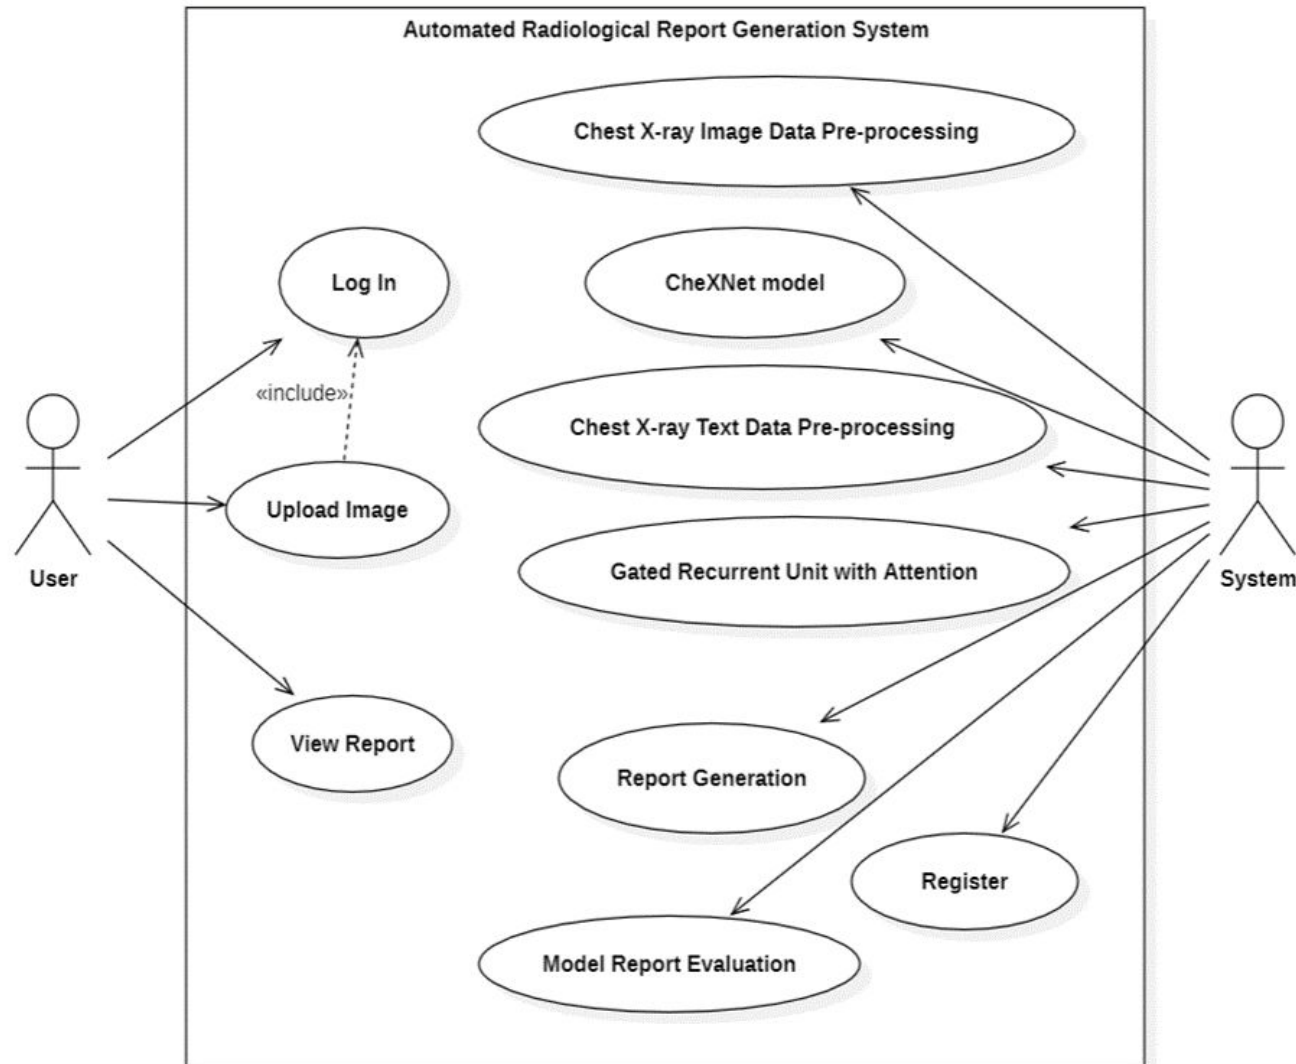 Automated Radiological Report Generation System
Chest X-ray Image Data Pre-processing
Log In
CheXNet model
«include»
Chest X-ray Text Data Pre-processing
Upload Image
Gated Recurrent Unit with Attention
User
System
View Report
Report Generation
Register
Model Report Evaluation